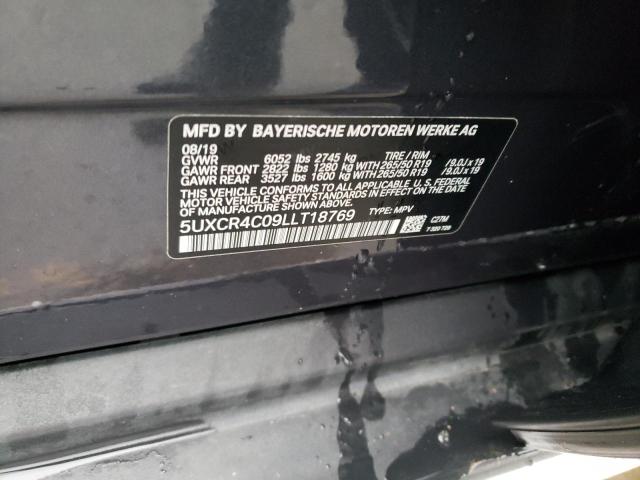 MFD BY BAYERISCHE MOTOREN WERKE AG
08/19
GVWR 6052 lbs 2745 kg TIRE / RIM
GAWR FRONT 2822 lbs 1280 kg WITH 265/50 R19 /9.0J x 19
GAWR REAR 3527 lbs 1600 kg WITH 265/50 R19 /9.0J x 19
THIS VEHICLE CONFORMS TO ALL APPLICABLE U.S. FEDERAL
MOTOR VEHICLE SAFETY STANDARDS IN EFFECT ON THE DATE
OF MANUFACTURE SHOWN ABOVE.
5UXCR4C09LLT18769 TYPE: MPV
C27M
7 320 729